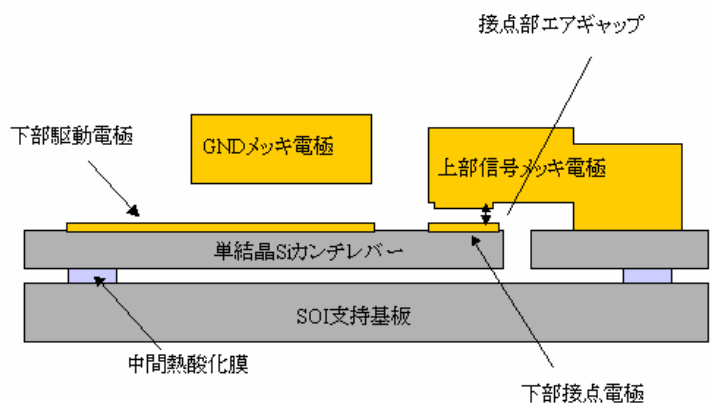 接点部エアギャップ
下部駆動電極
GNDメッキ電極
上部信号メッキ電極
単結晶Siカンチレバー
SOI支持基板
中間熱酸化膜
下部接点電極